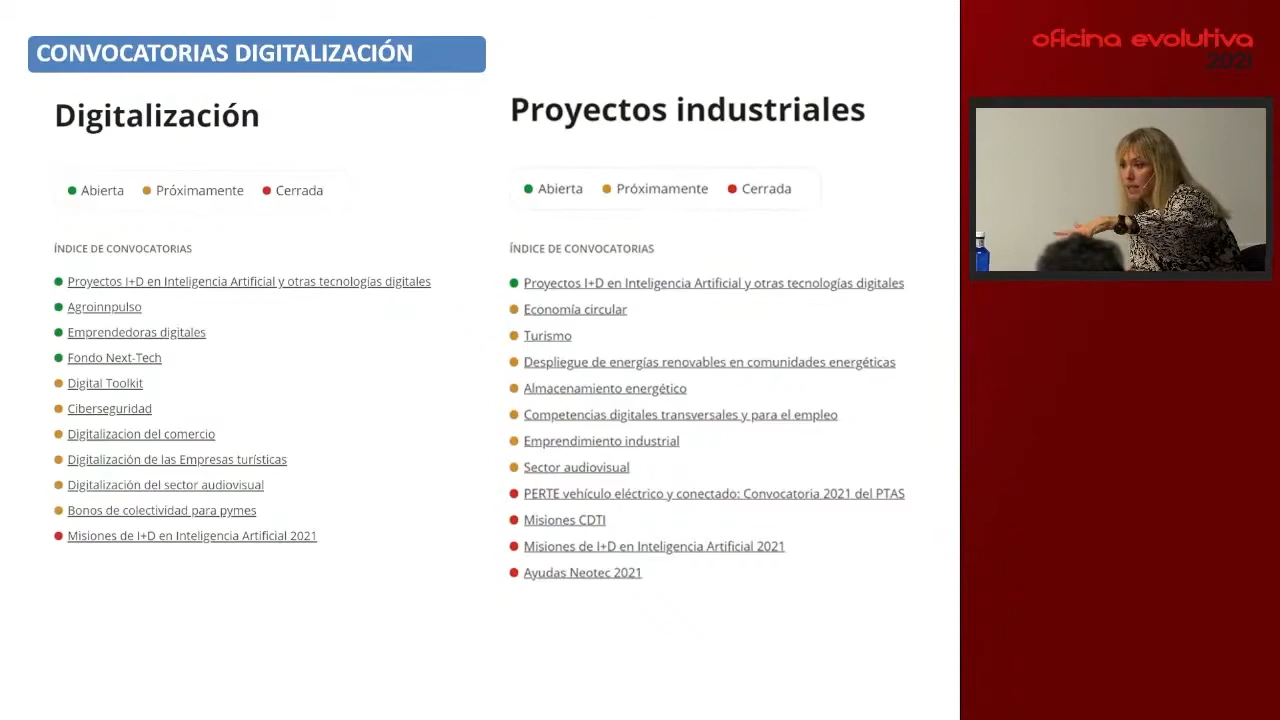 CONVOCATORIAS DIGITALIZACIÓN
Digitalización
Abierta Próximamente Cerrada
ÍNDICE DE CONVOCATORIAS
Proyectos I+D en Inteligencia Artificial y otras tecnologías digitales
Agroinnpulso
Emprendedoras digitales
Fondo Next-Tech
Digital Toolkit
Ciberseguridad
Digitalizacion del comercio
Digitalización de las Empresas turísticas
Digitalización del sector audiovisual
Bonos de colectividad para pymes
Misiones de I+D en Inteligencia Artificial 2021
Proyectos industriales
Abierta Próximamente Cerrada
ÍNDICE DE CONVOCATORIAS
Proyectos I+D en Inteligencia Artificial y otras tecnologías digitales
Economía circular
Turismo
Despliegue de energías renovables en comunidades energéticas
Almacenamiento energético
Competencias digitales transversales y para el empleo
Emprendimiento industrial
Sector audiovisual
PERTE vehículo eléctrico y conectado: Convocatoria 2021 del PTAS
Misiones CDTI
Misiones de I+D en Inteligencia Artificial 2021
Ayudas Neotec 2021
oficina evolutiva
2021